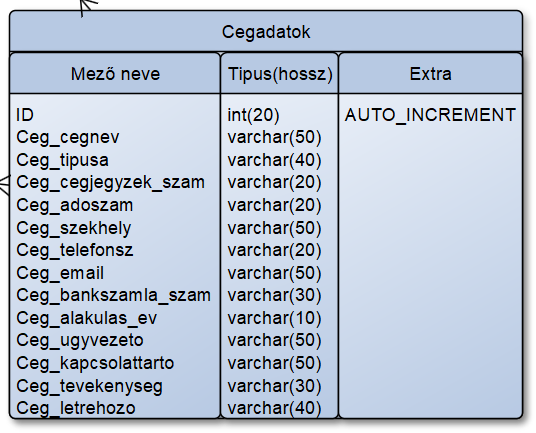 Cegadatok
Mező neve Tipus(hossz) Extra
ID int(20) AUTO_INCREMENT
Ceg_cegnev varchar(50)
Ceg_tipusa varchar(40)
Ceg_cegjegyzek_szam varchar(20)
Ceg_adoszam varchar(20)
Ceg_szekhely varchar(50)
Ceg_telefonsz varchar(20)
Ceg_email varchar(50)
Ceg_bankszamla_szam varchar(30)
Ceg_alakulas_ev varchar(10)
Ceg_ugyvezeto varchar(50)
Ceg_kapcsolattarto varchar(50)
Ceg_tevekenyseg varchar(30)
Ceg_letrehozo varchar(40)